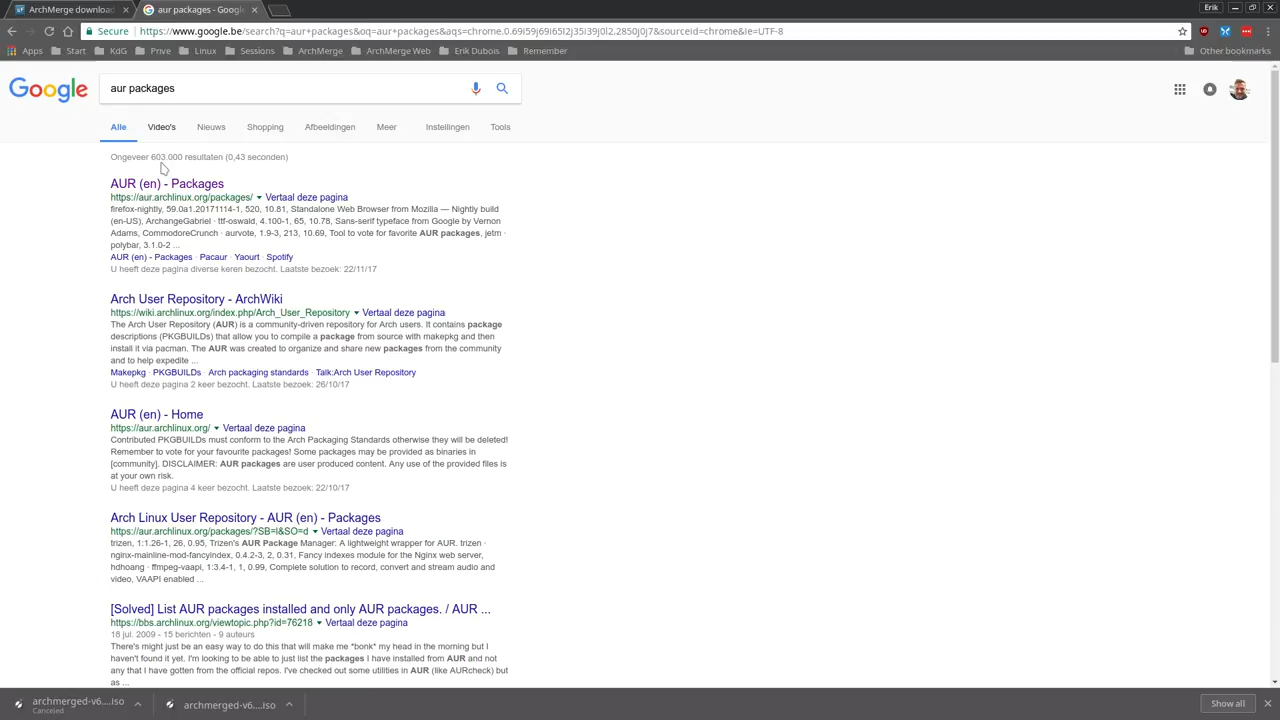 ArchMerge download
aur packages - Googl
Erik
Secure
https://www.google.be/search?q=aur+packages&oq=aur+packages&aqs=chrome.0.69i59j69i65l2j35i39j0l2.2850j0j7&sourceid=chrome&ie=UTF-8
Apps Start KdG Prive Linux Sessions ArchMerge ArchMerge Web Erik Dubois Remember Other bookmarks
Google
aur packages
Alle Video's Nieuws Shopping Afbeeldingen Meer Instellingen Tools
Ongeveer 603.000 resultaten (0,43 seconden)
AUR (en) - Packages
https://aur.archlinux.org/packages/ Vertaal deze pagina
firefox-nightly, 59.0a1.20171114-1, 520, 10.81, Standalone Web Browser from Mozilla — Nightly build
(en-US), ArchangeGabriel · ttf-oswald, 4.100-1, 65, 10.78, Sans-serif typeface from Google by Vernon
Adams, CommodoreCrunch · aurvote, 1.9-3, 213, 10.69, Tool to vote for favorite AUR packages, jetm ·
polybar, 3.1.0-2 ...
AUR (en) - Packages · Pacaur · Yaourt · Spotify
U heeft deze pagina diverse keren bezocht. Laatste bezoek: 22/11/17
Arch User Repository - ArchWiki
https://wiki.archlinux.org/index.php/Arch_User_Repository Vertaal deze pagina
The Arch User Repository (AUR) is a community-driven repository for Arch users. It contains package
descriptions (PKGBUILDs) that allow you to compile a package from source with makepkg and then
install it via pacman. The AUR was created to organize and share new packages from the community
and to help expedite ...
Makepkg · PKGBUILDs · Arch packaging standards · Talk:Arch User Repository
U heeft deze pagina 2 keer bezocht. Laatste bezoek: 26/10/17
AUR (en) - Home
https://aur.archlinux.org/ Vertaal deze pagina
Contributed PKGBUILDs must conform to the Arch Packaging Standards otherwise they will be deleted!
Remember to vote for your favourite packages! Some packages may be provided as binaries in
[community]. DISCLAIMER: AUR packages are user produced content. Any use of the provided files is
at your own risk.
U heeft deze pagina 4 keer bezocht. Laatste bezoek: 22/10/17
Arch Linux User Repository - AUR (en) - Packages
https://aur.archlinux.org/packages/?SB=l&SO=d Vertaal deze pagina
trizen, 1:1.26-1, 26, 0.95, Trizen's AUR Package Manager: A lightweight wrapper for AUR. trizen ·
nginx-mainline-mod-fancyindex, 0.4.2-3, 2, 0.31, Fancy indexes module for the Nginx web server,
hdhoang · ffmpeg-vaapi, 1:3.4-1, 1, 0.99, Complete solution to record, convert and stream audio and
video, VAAPI enabled ...
[Solved] List AUR packages installed and only AUR packages. / AUR ...
https://bbs.archlinux.org/viewtopic.php?id=76218 Vertaal deze pagina
18 jul. 2009 - 15 berichten - 9 auteurs
There's might just be an easy way to do this that will make me *bonk* my head in the morning but I
haven't found it yet. I'm looking to be able to just list the packages I have installed from AUR and not
any that I have gotten from the official repos. I've checked out some utilities in AUR (like AURcheck) but
as ...
archmerged-v6....iso
Canceled
archmerged-v6....iso
Show all